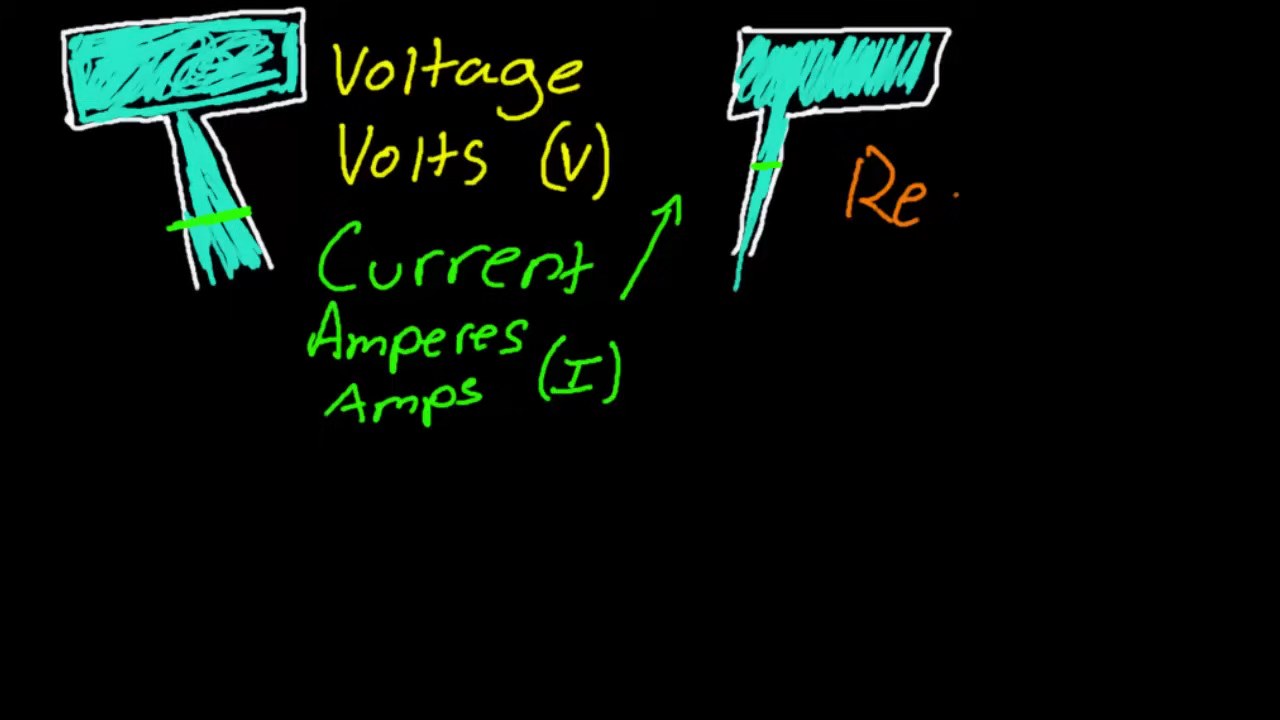 Voltage
Volts (V)
Current
Amperes
Amps (I)
Re